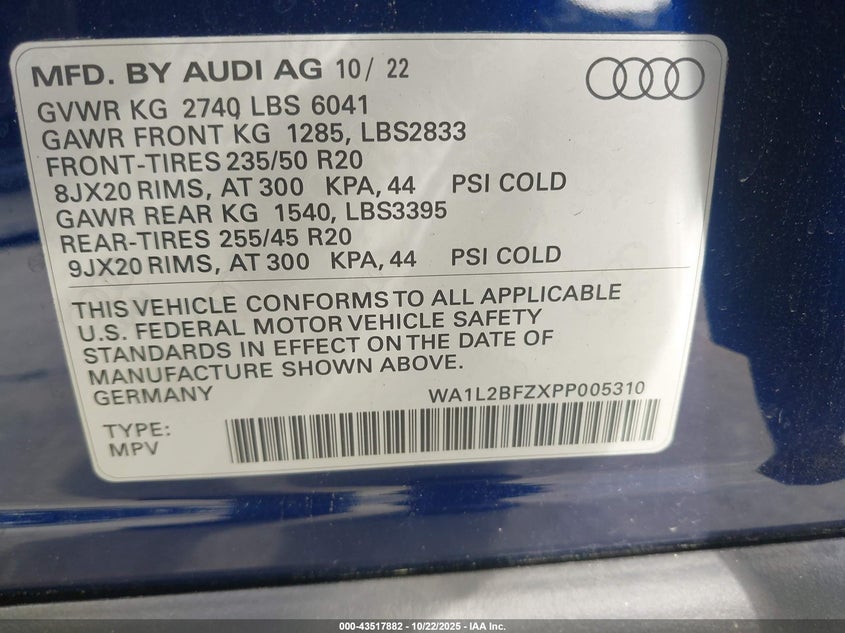 MFD. BY AUDI AG 10/ 22
GVWR KG 2740 LBS 6041
GAWR FRONT KG 1285, LBS2833
FRONT-TIRES 235/50 R20
8JX20 RIMS, AT 300 KPA, 44 PSI COLD
GAWR REAR KG 1540, LBS3395
REAR-TIRES 255/45 R20
9JX20 RIMS, AT 300 KPA, 44 PSI COLD
THIS VEHICLE CONFORMS TO ALL APPLICABLE
U.S. FEDERAL MOTOR VEHICLE SAFETY
STANDARDS IN EFFECT ON THE DATE OF
MANUFACTURE SHOWN ABOVE.
GERMANY WA1L2BFZXPP005310
TYPE:
MPV
000-43517882 - 10/22/2025 - IAA Inc.